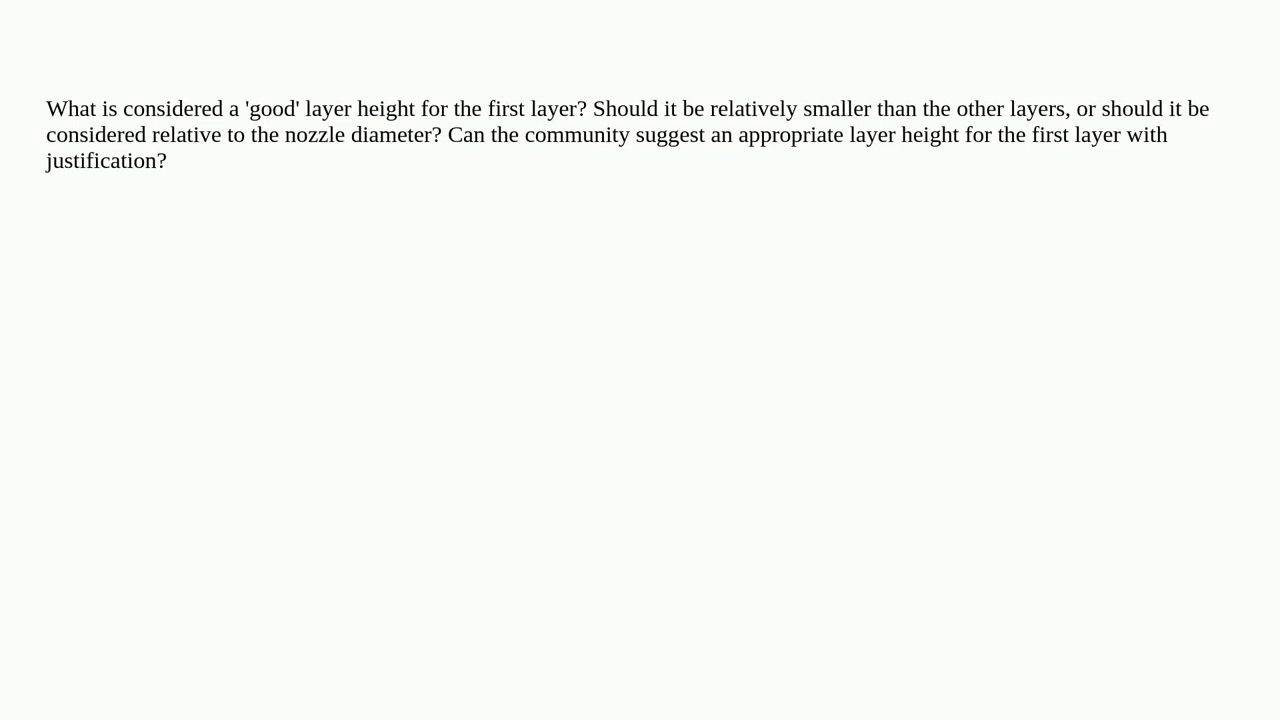 What is considered a 'good' layer height for the first layer? Should it be relatively smaller than the other layers, or should it be
considered relative to the nozzle diameter? Can the community suggest an appropriate layer height for the first layer with
justification?